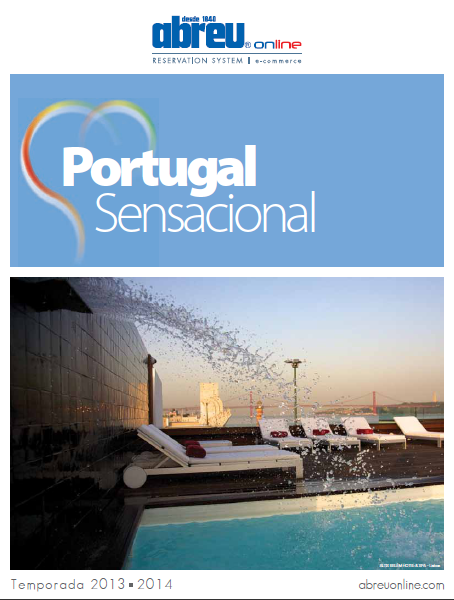 desde 1840
abreu® online
RESERVATION SYSTEM | e-commerce
Portugal
Sensacional
Temporada 2013▪2014 abreuonline.com